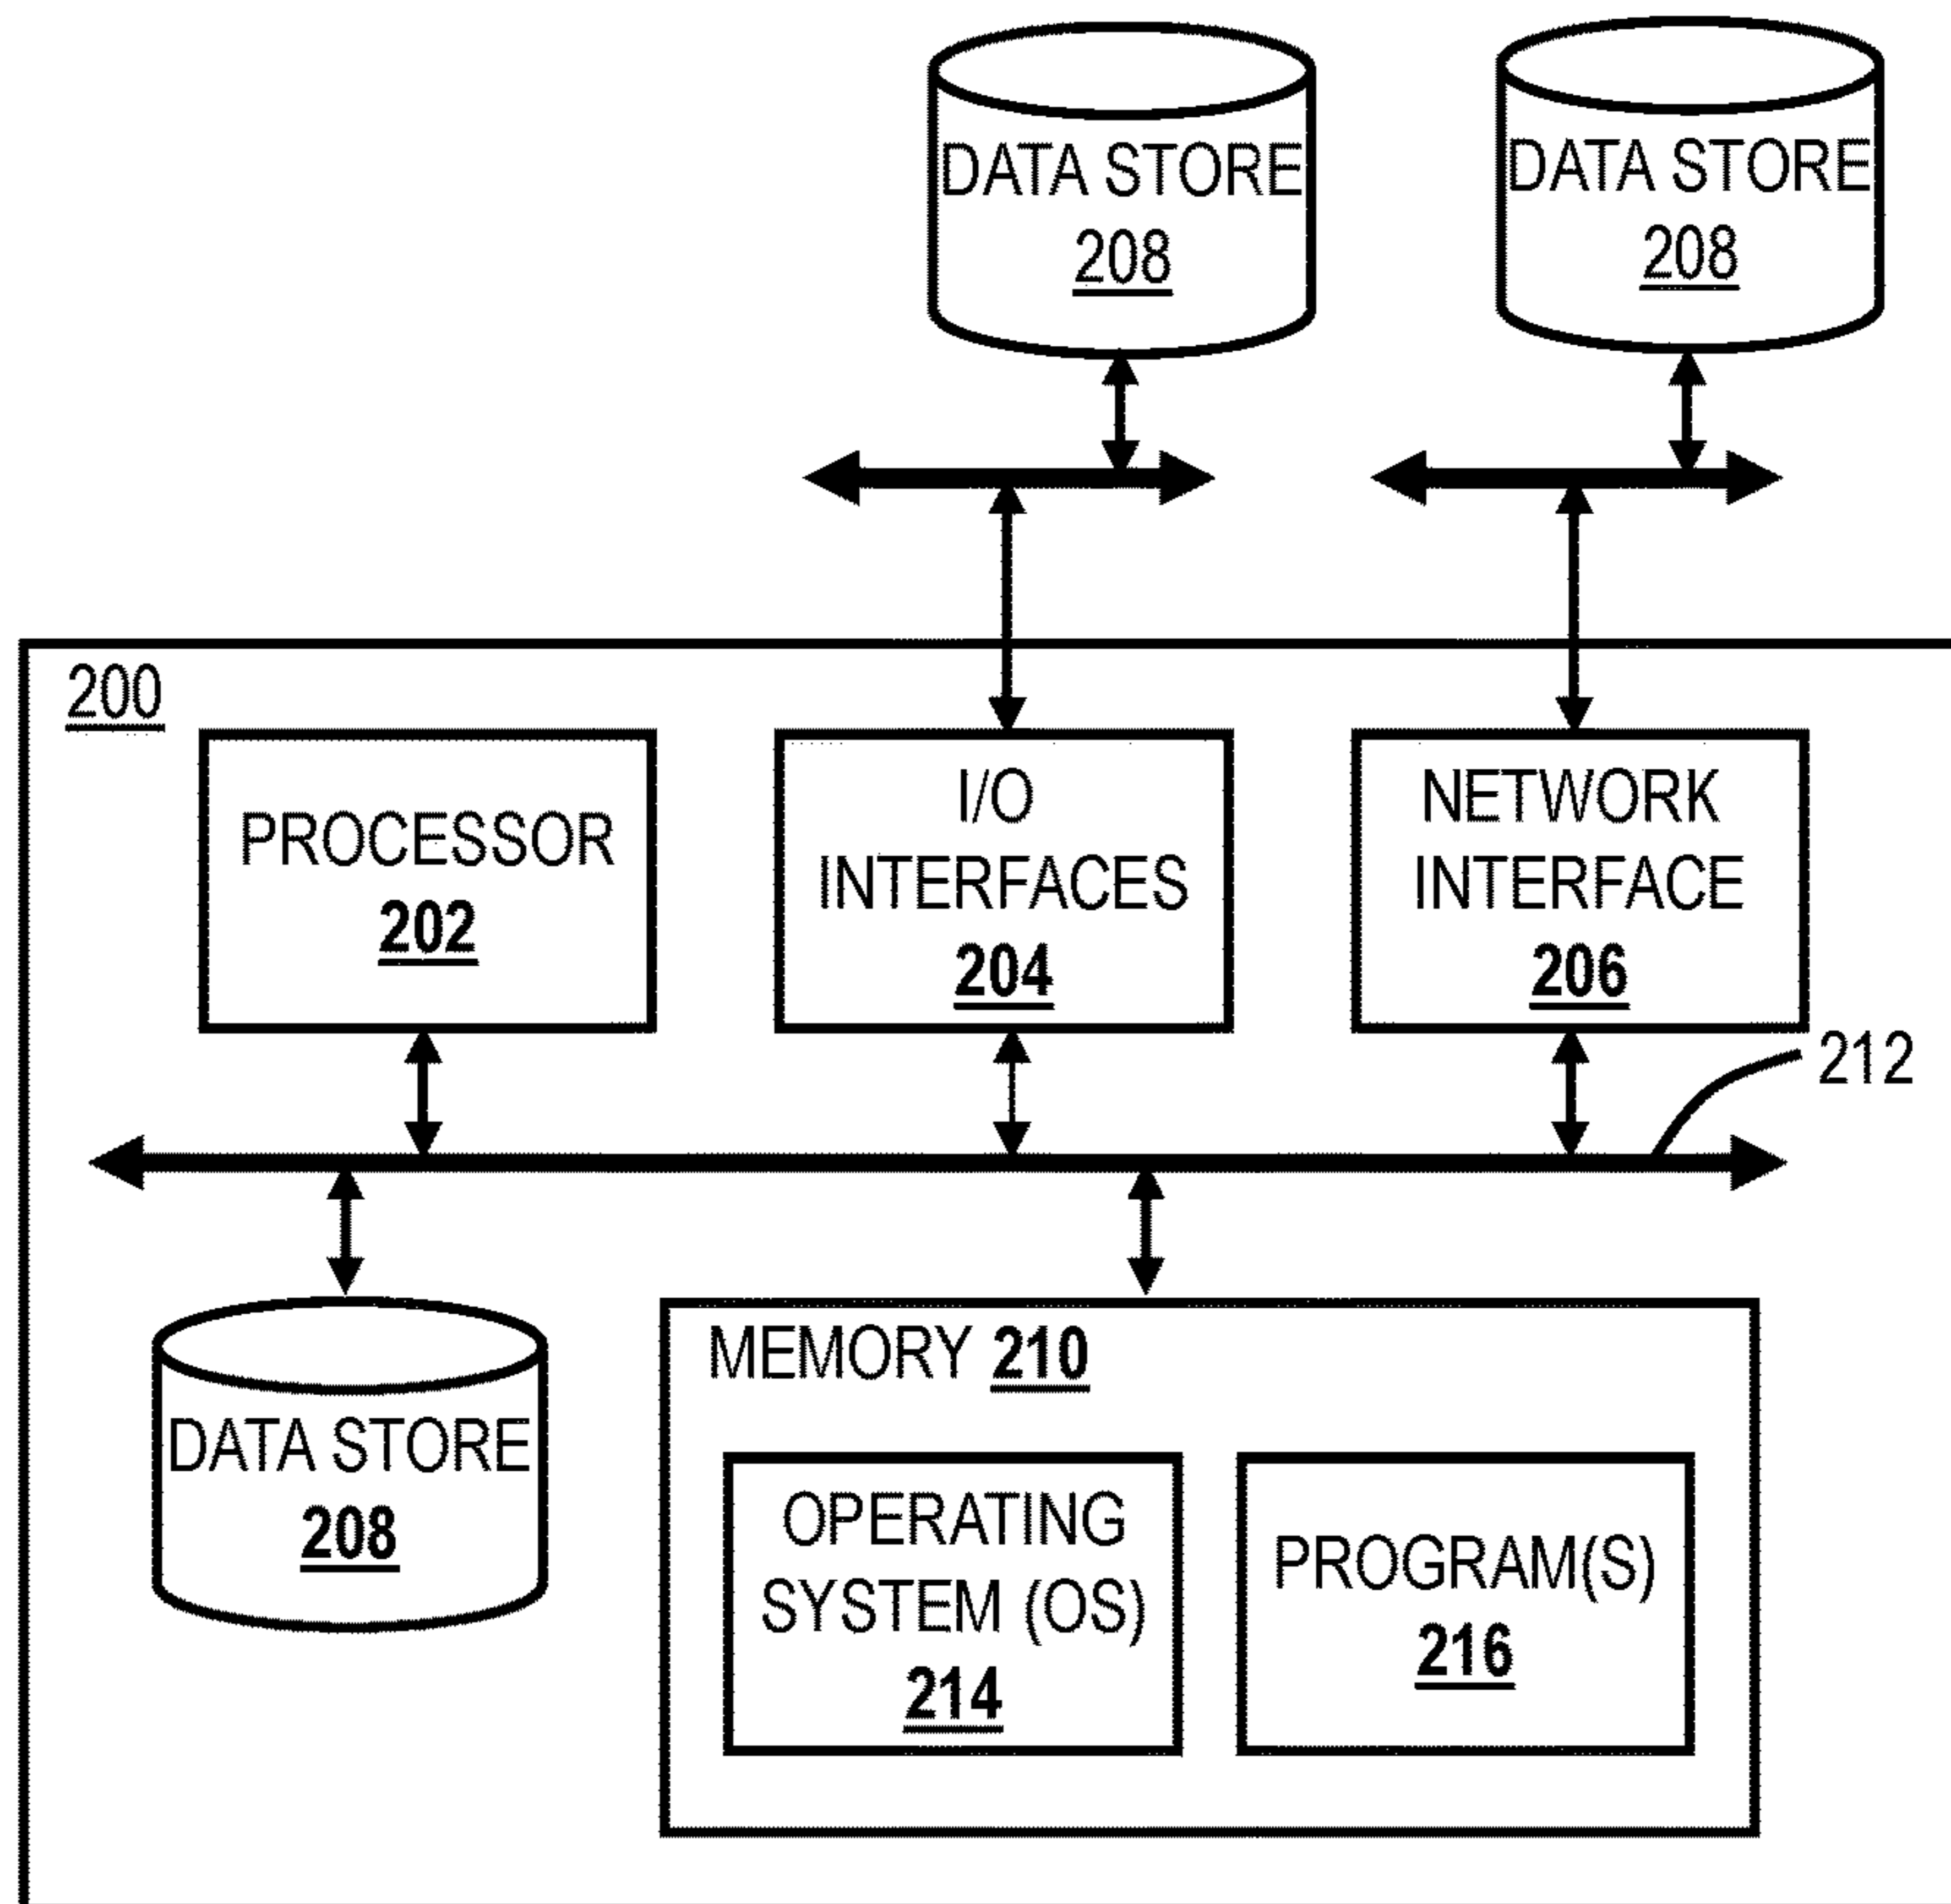 DATA STORE
208
DATA STORE
208
200
PROCESSOR
202
I/O
INTERFACES
204
NETWORK
INTERFACE
206
212
DATA STORE
208
MEMORY 210
OPERATING
SYSTEM (OS)
214
PROGRAM(S)
216